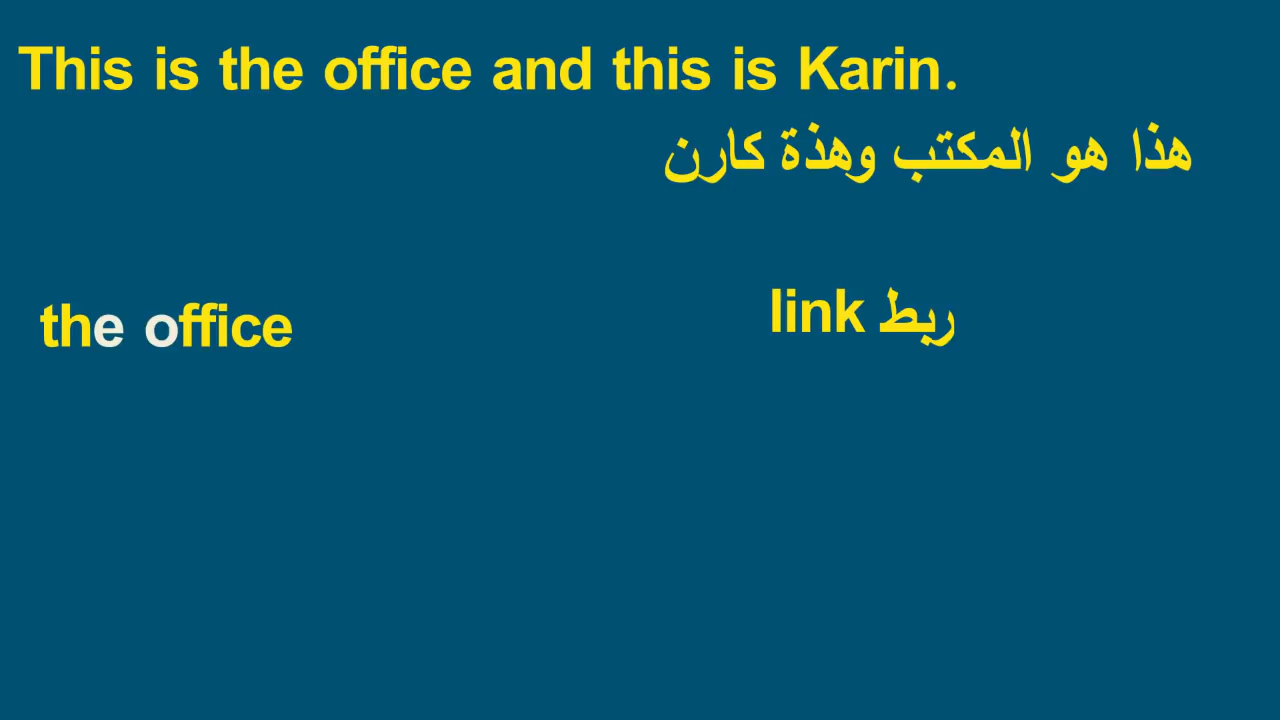 This is the office and this is Karin.
هذا هو المكتب وهذة كارن
the office
link ربط